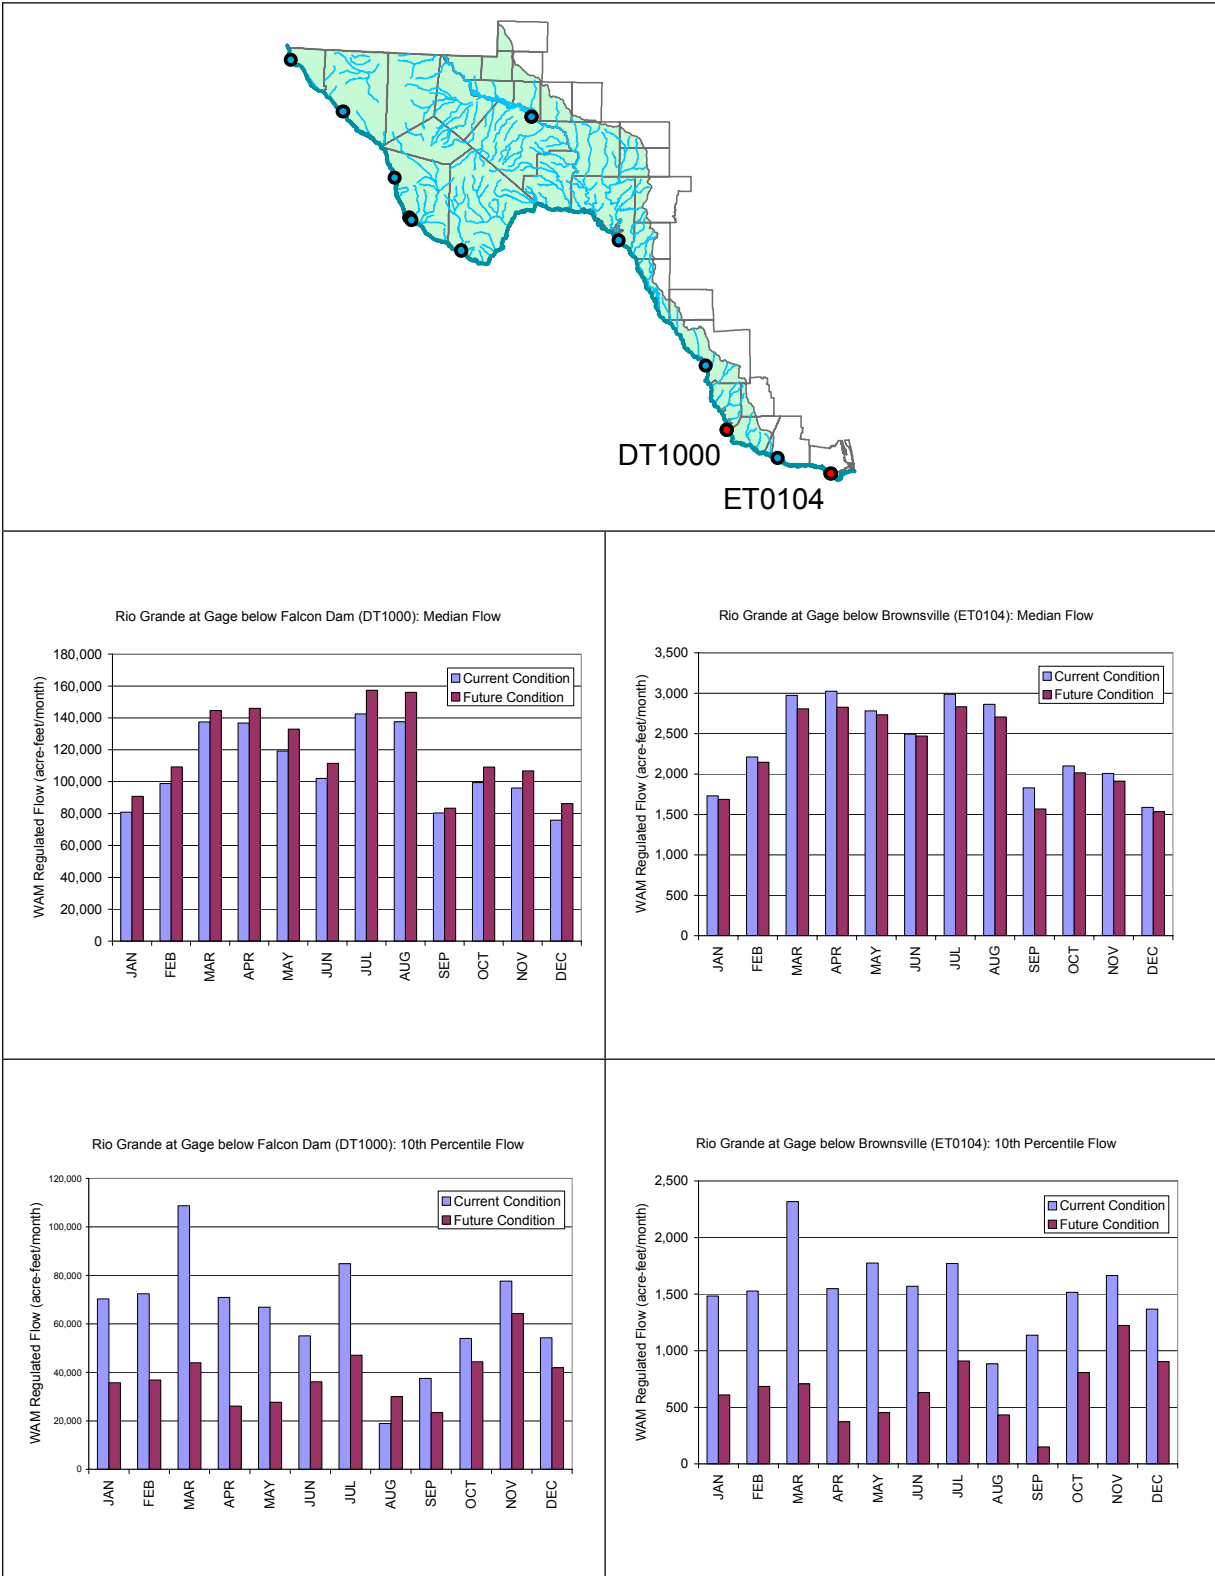 DT1000
ET0104
Rio Grande at Gage below Falcon Dam (DT1000): Median Flow
WAM Regulated Flow (acre-feet/month)
180,000
160,000
140,000
120,000
100,000
80,000
60,000
40,000
20,000
0
Current Condition
Future Condition
JAN FEB MAR APR MAY JUN JUL AUG SEP OCT NOV DEC
Rio Grande at Gage below Brownsville (ET0104): Median Flow
WAM Regulated Flow (acre-feet/month)
3,500
3,000
2,500
2,000
1,500
1,000
500
0
Current Condition
Future Condition
JAN FEB MAR APR MAY JUN JUL AUG SEP OCT NOV DEC
Rio Grande at Gage below Falcon Dam (DT1000): 10th Percentile Flow
WAM Regulated Flow (acre-feet/month)
120,000
100,000
80,000
60,000
40,000
20,000
0
Current Condition
Future Condition
JAN FEB MAR APR MAY JUN JUL AUG SEP OCT NOV DEC
Rio Grande at Gage below Brownsville (ET0104): 10th Percentile Flow
WAM Regulated Flow (acre-feet/month)
2,500
2,000
1,500
1,000
500
0
Current Condition
Future Condition
JAN FEB MAR APR MAY JUN JUL AUG SEP OCT NOV DEC